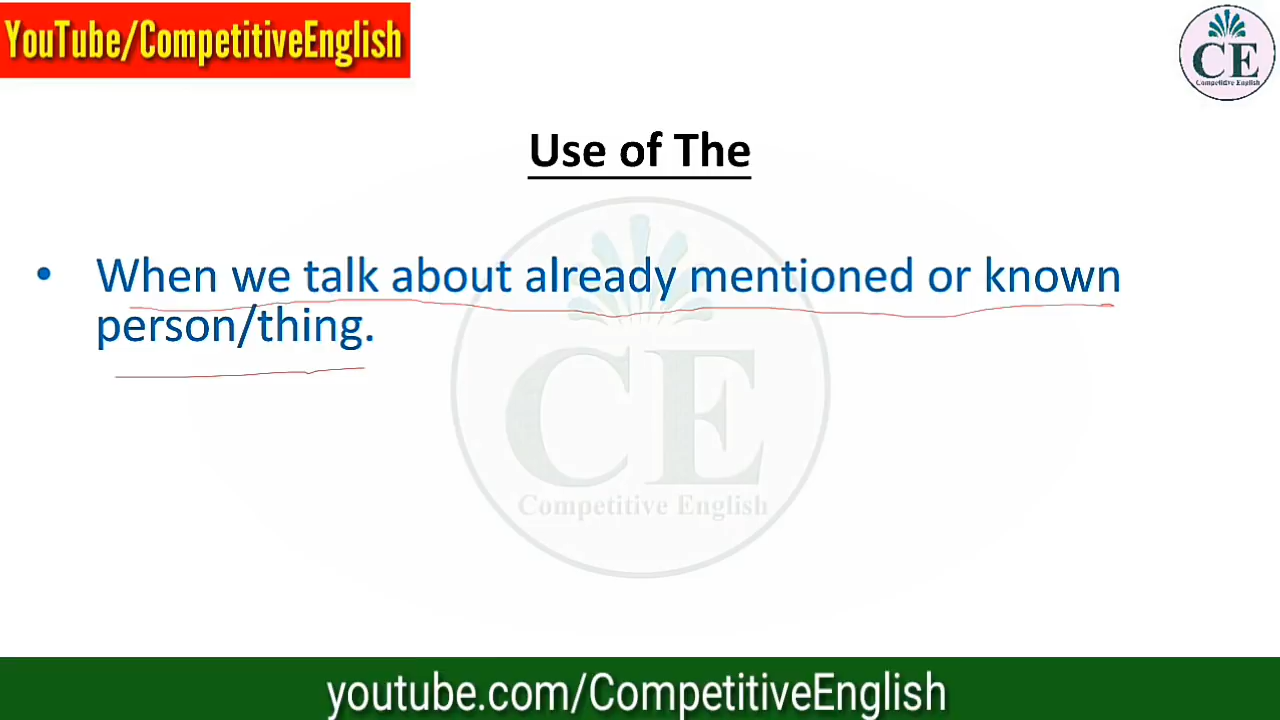 YouTube/CompetitiveEnglish
CE
Competitive English
Use of The
• When we talk about already mentioned or known
person/thing.
CE
Competitive English
youtube.com/CompetitiveEnglish